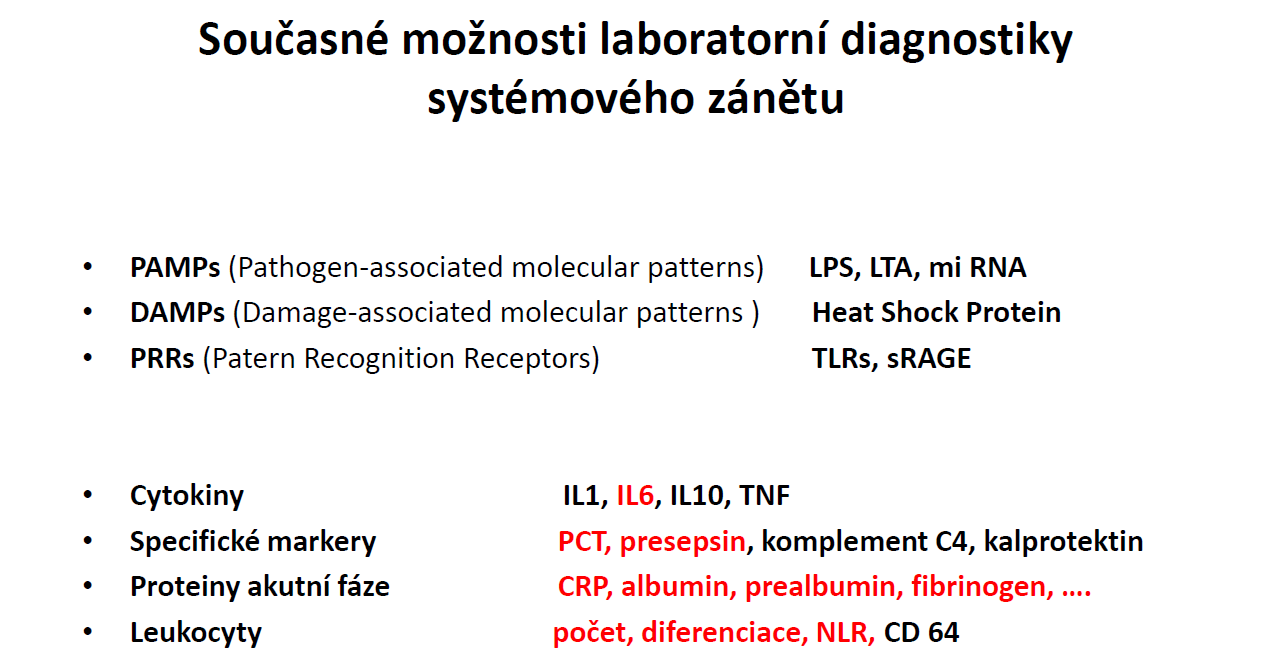 Současné možnosti laboratorní diagnostiky
systémového zánětu
• PAMPs (Pathogen-associated molecular patterns) LPS, LTA, mi RNA
• DAMPs (Damage-associated molecular patterns ) Heat Shock Protein
• PRRs (Patern Recognition Receptors) TLRs, sRAGE
• Cytokiny IL1, IL6, IL10, TNF
• Specifické markery PCT, presepsin, komplement C4, kalprotektin
• Proteiny akutní fáze CRP, albumin, prealbumin, fibrinogen, ....
• Leukocyty počet, diferenciace, NLR, CD 64